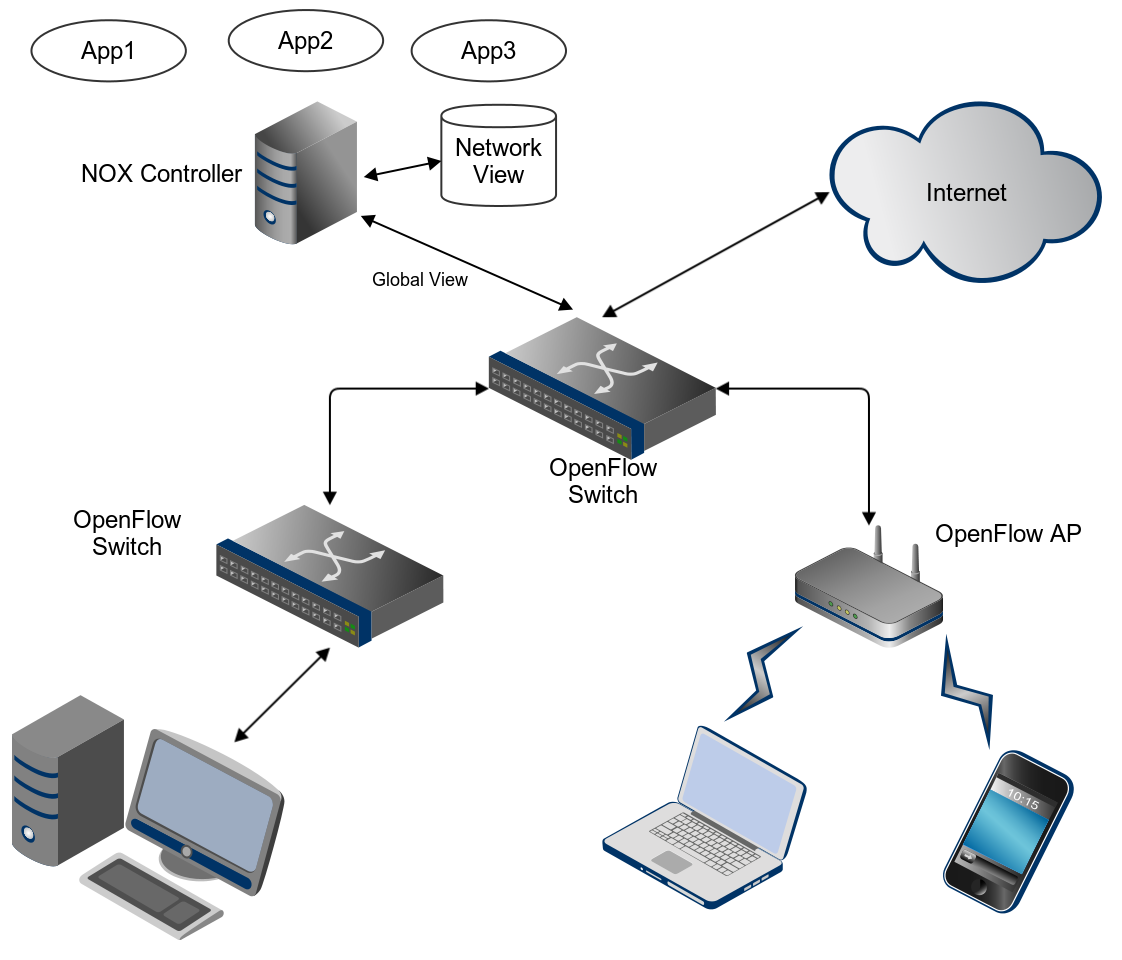 App1
App2
App3
NOX Controller
Network
View
Internet
Global View
OpenFlow
Switch
OpenFlow
Switch
OpenFlow AP
10:15